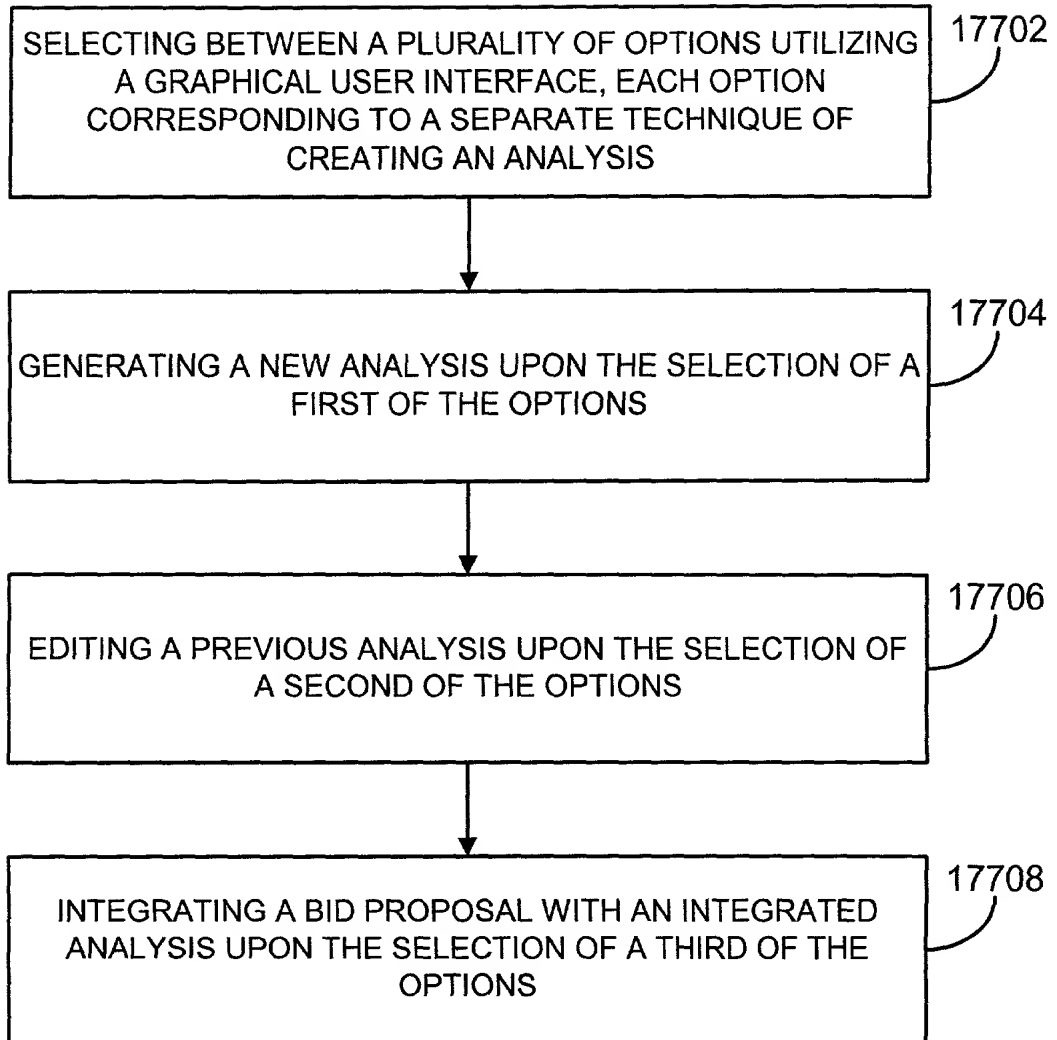 SELECTING BETWEEN A PLURALITY OF OPTIONS UTILIZING
A GRAPHICAL USER INTERFACE, EACH OPTION
CORRESPONDING TO A SEPARATE TECHNIQUE OF
CREATING AN ANALYSIS
17702
GENERATING A NEW ANALYSIS UPON THE SELECTION OF A
FIRST OF THE OPTIONS
17704
EDITING A PREVIOUS ANALYSIS UPON THE SELECTION OF
A SECOND OF THE OPTIONS
17706
INTEGRATING A BID PROPOSAL WITH AN INTEGRATED
ANALYSIS UPON THE SELECTION OF A THIRD OF THE
OPTIONS
17708